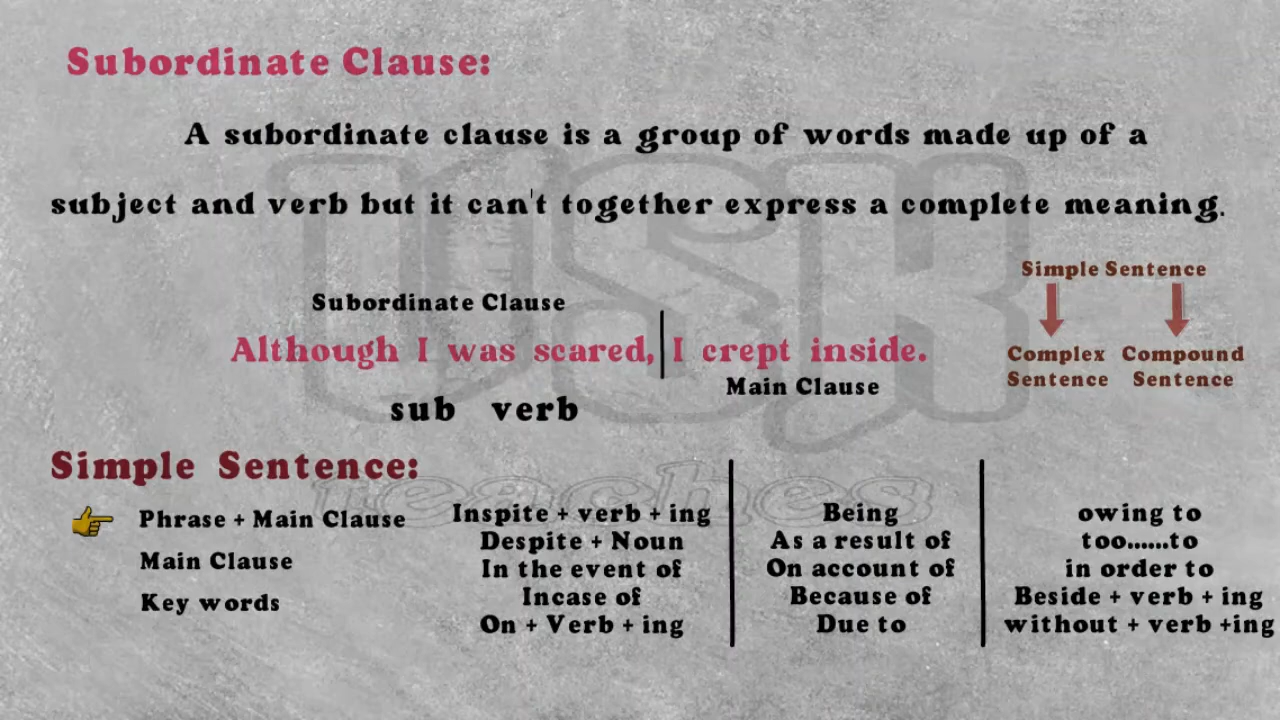 Subordinate Clause:
A subordinate clause is a group of words made up of a
subject and verb but it can't together express a complete meaning.
Simple Sentence
Complex Sentence
Compound Sentence
Subordinate Clause
Although I was scared, I crept inside.
Main Clause
sub verb
Simple Sentence:
Phrase + Main Clause
Main Clause
Key words
Inspite + verb + ing
Despite + Noun
In the event of
Incase of
On + Verb + ing
Being
As a result of
On account of
Because of
Due to
owing to
too......to
in order to
Beside + verb + ing
without + verb +ing
USK
teaches